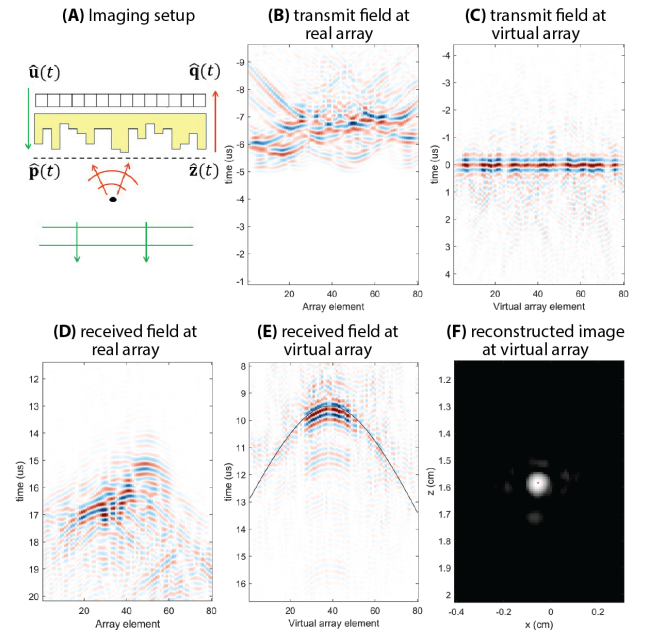 (A) Imaging setup
û(t)
q̂(t)
p̂(t)
ẑ(t)
(B) transmit field at
real array
time (us)
-9
-8
-7
-6
-5
-4
-3
-2
-1
20
40
60
80
Array element
(C) transmit field at
virtual array
time (us)
-4
-3
-2
-1
0
1
2
3
4
20
40
60
80
Virtual array element
(D) received field at
real array
time (us)
12
13
14
15
16
17
18
19
20
20
40
60
80
Array element
(E) received field at
virtual array
time (us)
8
9
10
11
12
13
14
15
16
20
40
60
80
Virtual array element
(F) reconstructed image
at virtual array
z (cm)
1.2
1.3
1.4
1.5
1.6
1.7
1.8
1.9
2
-0.4
-0.2
0
0.2
x (cm)